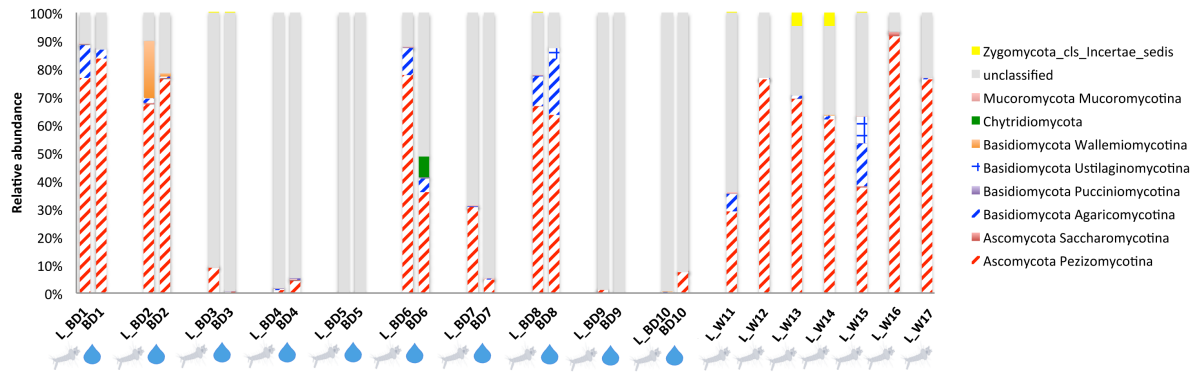 Relative abundance
100%
90%
80%
70%
60%
50%
40%
30%
20%
10%
0%
L_BD1
BD1
L_BD2
BD2
L_BD3
BD3
L_BD4
BD4
L_BD5
BD5
L_BD6
BD6
L_BD7
BD7
L_BD8
BD8
L_BD9
BD9
L_BD10
BD10
L_W11
L_W12
L_W13
L_W14
L_W15
L_W16
L_W17
Zygomycota_cls_Incertae_sedis
unclassified
Mucoromycota Mucoromycotina
Chytridiomycota
Basidiomycota Wallemiomycotina
Basidiomycota Ustilaginomycotina
Basidiomycota Pucciniomycotina
Basidiomycota Agaricomycotina
Ascomycota Saccharomycotina
Ascomycota Pezizomycotina